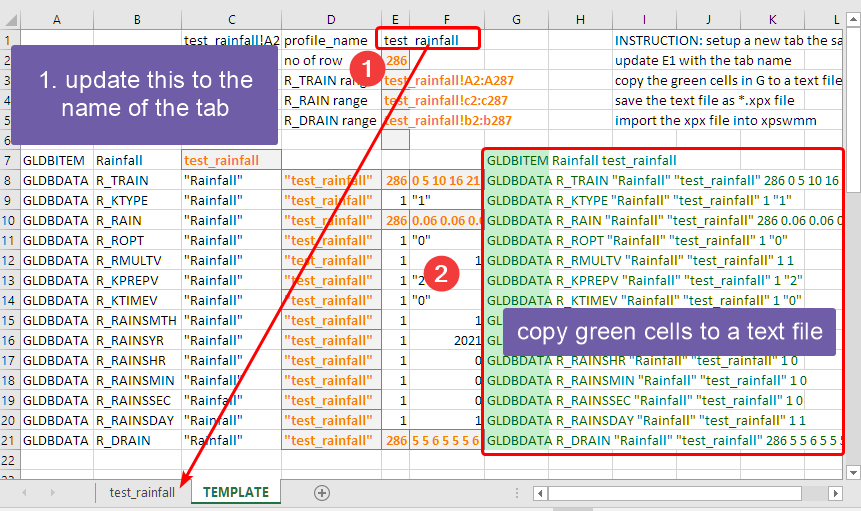 A B C D E F G H I J K L
1 test_rainfall!A2 profile_name test_rainfall INSTRUCTION: setup a new tab the sa
2 no of row 286 update E1 with the tab name
3 R_TRAIN range test_rainfall!A2:A287 copy the green cells in G to a text file
4 R_RAIN range test_rainfall!c2:c287 save the text file as *.xpx file
5 R_DRAIN range test_rainfall!b2:b287 import the xpx file into xpswmm
6
1. update this to the
name of the tab
1
7 GLDBITEM Rainfall test_rainfall GLDBITEM Rainfall test_rainfall
8 GLDBDATA R_TRAIN "Rainfall" "test_rainfall" 286 0 5 10 16 21 GLDBDATA R_TRAIN "Rainfall" "test_rainfall" 286 0 5 10 16
9 GLDBDATA R_KTYPE "Rainfall" "test_rainfall" 1 "1" GLDBDATA R_KTYPE "Rainfall" "test_rainfall" 1 "1"
10 GLDBDATA R_RAIN "Rainfall" "test_rainfall" 286 0.06 0.06 0.0 GLDBDATA R_RAIN "Rainfall" "test_rainfall" 286 0.06 0.06 0
11 GLDBDATA R_ROPT "Rainfall" "test_rainfall" 1 "0" GLDBDATA R_ROPT "Rainfall" "test_rainfall" 1 "0"
12 GLDBDATA R_RMULTV "Rainfall" "test_rainfall" 1 1 GLDBDATA R_RMULTV "Rainfall" "test_rainfall" 1 1
13 GLDBDATA R_KPREPV "Rainfall" "test_rainfall" 1 "2 GLDBDATA R_KPREPV "Rainfall" "test_rainfall" 1 "2"
14 GLDBDATA R_KTIMEV "Rainfall" "test_rainfall" 1 "0" GLDBDATA R_KTIMEV "Rainfall" "test_rainfall" 1 "0"
2
15 GLDBDATA R_RAINSMTH "Rainfall" "test_rainfall" 1 1
16 GLDBDATA R_RAINSYR "Rainfall" "test_rainfall" 1 2021
copy green cells to a text file
17 GLDBDATA R_RAINSHR "Rainfall" "test_rainfall" 1 0 GLDBDATA R_RAINSHR "Rainfall" "test_rainfall" 1 0
18 GLDBDATA R_RAINSMIN "Rainfall" "test_rainfall" 1 0 GLDBDATA R_RAINSMIN "Rainfall" "test_rainfall" 1 0
19 GLDBDATA R_RAINSSEC "Rainfall" "test_rainfall" 1 0 GLDBDATA R_RAINSSEC "Rainfall" "test_rainfall" 1 0
20 GLDBDATA R_RAINSDAY "Rainfall" "test_rainfall" 1 1 GLDBDATA R_RAINSDAY "Rainfall" "test_rainfall" 1 1
21 GLDBDATA R_DRAIN "Rainfall" "test_rainfall" 286 5 5 6 5 5 5 6 GLDBDATA R_DRAIN "Rainfall" "test_rainfall" 286 5 5 6 5 5
22
test_rainfall TEMPLATE